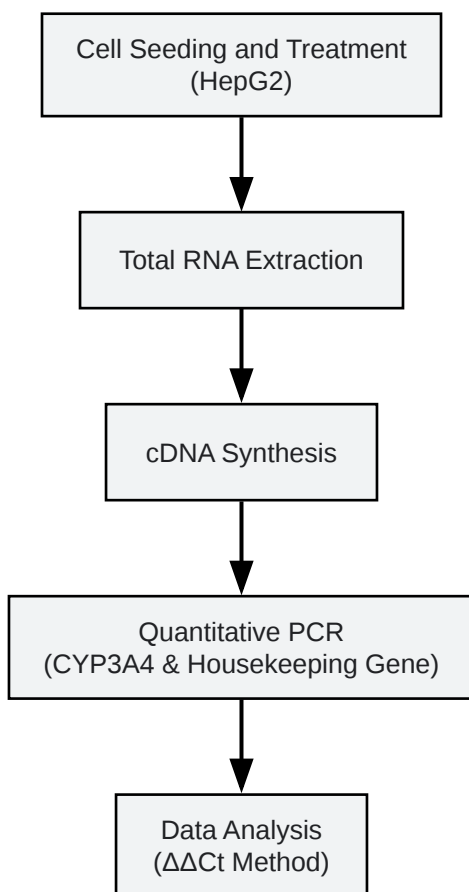 Cell Seeding and Treatment
(HepG2)
Total RNA Extraction
cDNA Synthesis
Quantitative PCR
(CYP3A4 & Housekeeping Gene)
Data Analysis
(ΔΔCt Method)